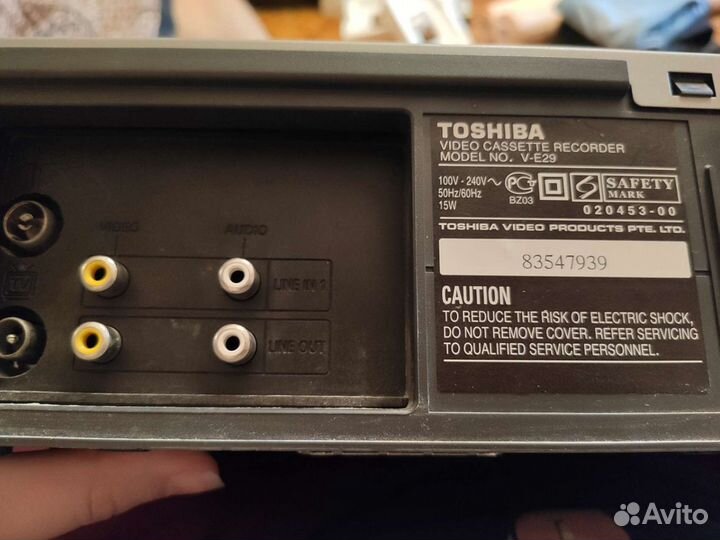 TOSHIBA
VIDEO CASSETTE RECORDER
MODEL NO. V-E29
100V - 240V~
50Hz/60Hz
15W
PG
BZ03
S
SAFETY
MARK
020453-00
TOSHIBA VIDEO PRODUCTS PTE. LTD.
83547939
CAUTION
TO REDUCE THE RISK OF ELECTRIC SHOCK,
DO NOT REMOVE COVER. REFER SERVICING
TO QUALIFIED SERVICE PERSONNEL.
VIDEO AUDIO
LINE IN 1
TV
LINE OUT
Avito